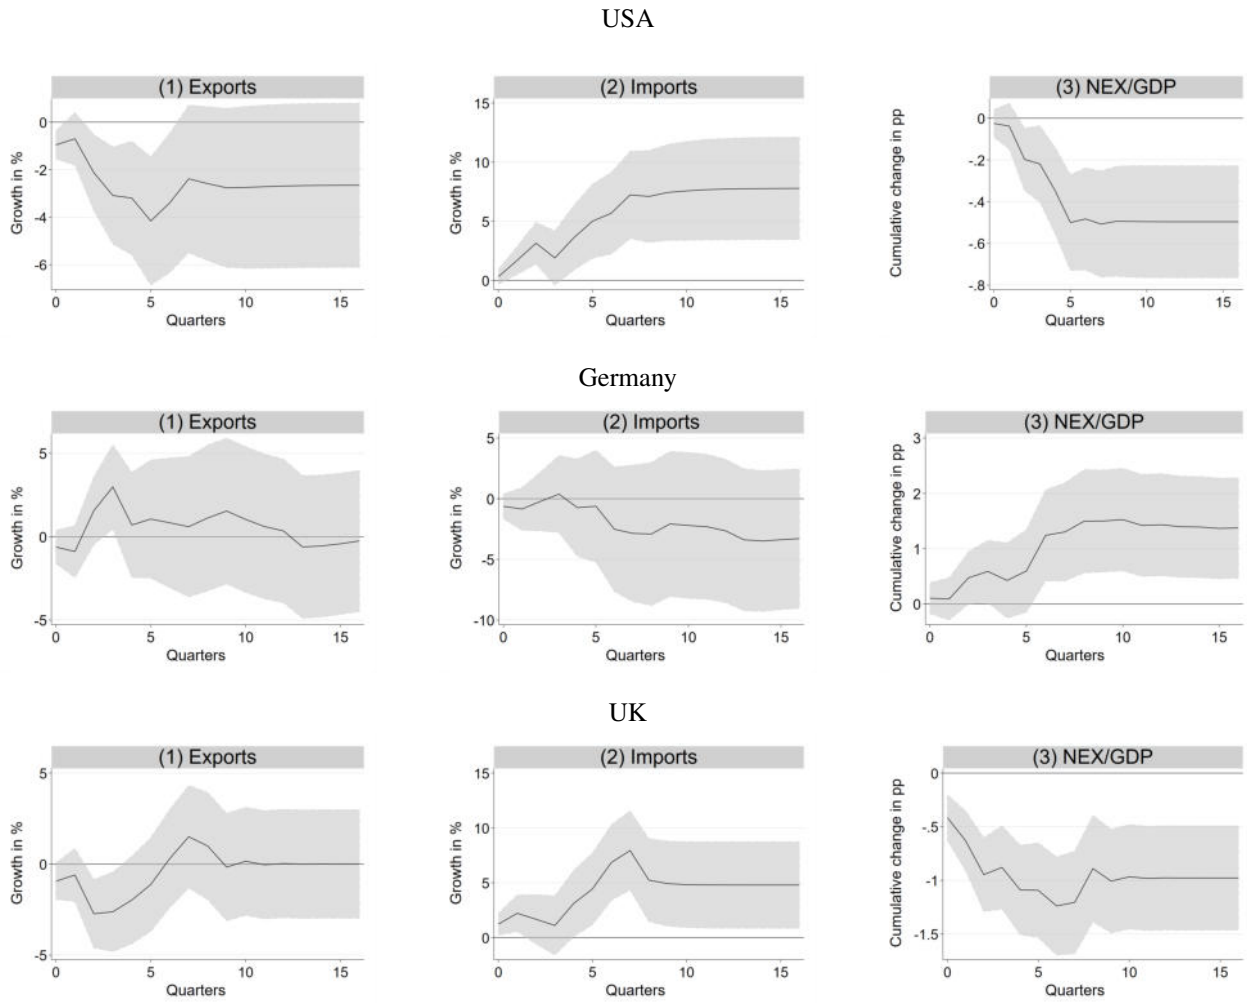 USA
(1) Exports
0
-2
-4
-6
Growth in %
0 5 10 15
Quarters
(2) Imports
15
10
5
0
Growth in %
0 5 10 15
Quarters
(3) NEX/GDP
0
-.2
-.4
-.6
-.8
Cumulative change in pp
0 5 10 15
Quarters
Germany
(1) Exports
5
0
-5
Growth in %
0 5 10 15
Quarters
(2) Imports
5
0
-5
-10
Growth in %
0 5 10 15
Quarters
(3) NEX/GDP
3
2
1
0
Cumulative change in pp
0 5 10 15
Quarters
UK
(1) Exports
5
0
-5
Growth in %
0 5 10 15
Quarters
(2) Imports
15
10
5
0
Growth in %
0 5 10 15
Quarters
(3) NEX/GDP
0
-.5
-1
-1.5
Cumulative change in pp
0 5 10 15
Quarters